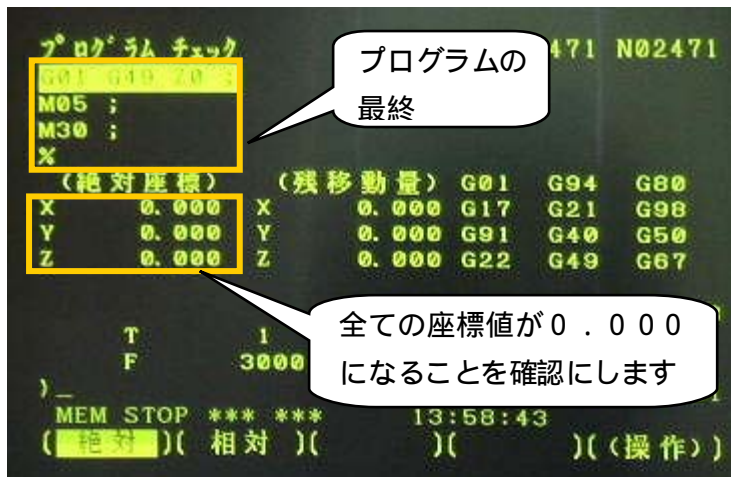 プログラム チェック 471 N02471
プログラムの
最終
G01 G49 Z0 ;
M05 ;
M30 ;
%
(絶対座標) (残移動量) G01 G94 G80
X 0.000 X 0.000 G17 G21 G98
Y 0.000 Y 0.000 G91 G40 G50
Z 0.000 Z 0.000 G22 G49 G67
全ての座標値が0.000
になることを確認にします
T 1
F 3000
)_
MEM STOP *** *** 13:58:43
( 絶対 )( 相対 )( )( )( (操作) )